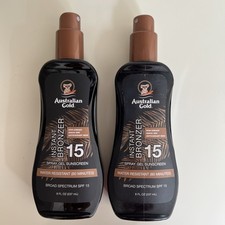 Australian
Gold
INSTANT
BRONZER
15
SPRAY GEL SUNSCREEN
WATER RESISTANT (80 MINUTES)
BROAD SPECTRUM SPF 15
Australian
Gold
INSTANT
BRONZER
15
SPRAY GEL SUNSCREEN
WATER RESISTANT (80 MINUTES)
BROAD SPECTRUM SPF 15